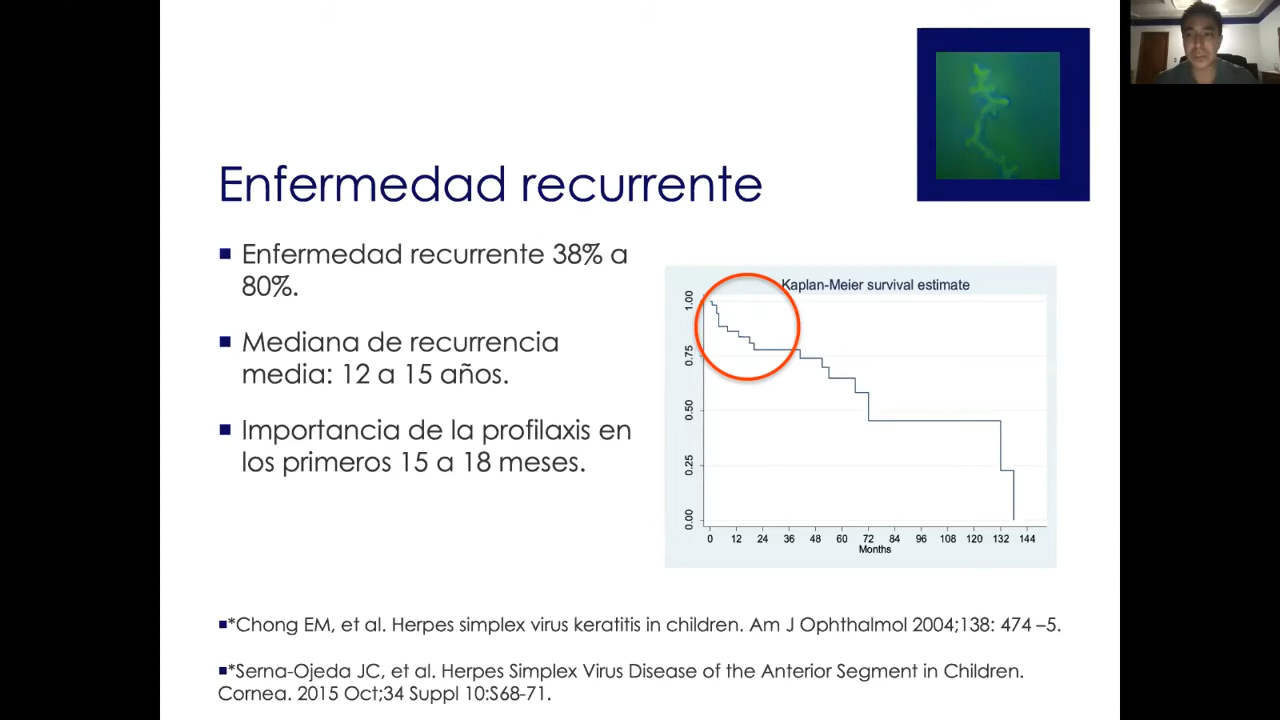 Enfermedad recurrente
▪ Enfermedad recurrente 38% a
80%.
▪ Mediana de recurrencia
media: 12 a 15 años.
▪ Importancia de la profilaxis en
los primeros 15 a 18 meses.
Kaplan-Meier survival estimate
1.00
0.75
0.50
0.25
0.00
0 12 24 36 48 60 72 84 96 108 120 132 144
Months
▪*Chong EM, et al. Herpes simplex virus keratitis in children. Am J Ophthalmol 2004;138: 474 –5.
▪*Serna-Ojeda JC, et al. Herpes Simplex Virus Disease of the Anterior Segment in Children.
Cornea. 2015 Oct;34 Suppl 10:S68-71.